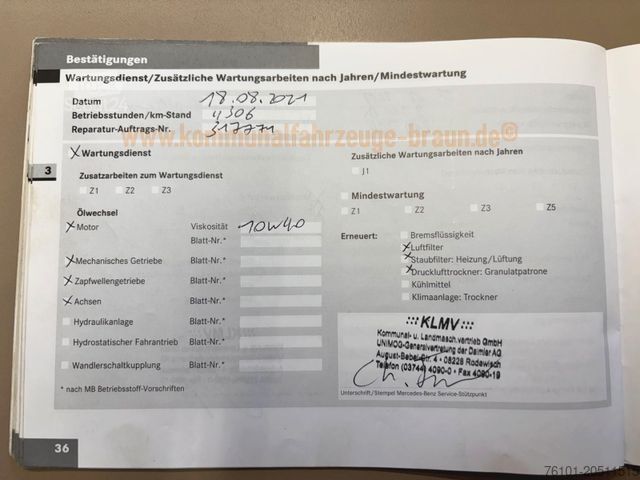 Bestätigungen
Wartungsdienst/Zusätzliche Wartungsarbeiten nach Jahren/Mindestwartung
Datum 18.08.2021
Betriebsstunden/km-Stand 4306
Reparatur-Auftrags-Nr. 317771
www.kommunalfahrzeuge-braun.de©
3
x Wartungsdienst
Zusatzarbeiten zum Wartungsdienst
Z1 Z2 Z3
Zusätzliche Wartungsarbeiten nach Jahren
J1
Mindestwartung
Z1 Z2 Z3 Z5
Ölwechsel
x Motor Viskosität 10W40
Blatt-Nr.*
x Mechanisches Getriebe Blatt-Nr.*
x Zapfwellengetriebe Blatt-Nr.*
x Achsen Blatt-Nr.*
Hydraulikanlage Blatt-Nr.*
Hydrostatischer Fahrantrieb Blatt-Nr.*
Wandlerschaltkupplung Blatt-Nr.*
* nach MB Betriebsstoff-Vorschriften
Erneuert: Bremsflüssigkeit
x Luftfilter
x Staubfilter: Heizung/Lüftung
x Drucklufttrockner: Granulatpatrone
Kühlmittel
Klimaanlage: Trockner
::: KLMV:::
Kommunal- u. Landmasch.vertrieb GmbH
UNIMOG-Generalvertretung der Daimler AG
August-Bebel-Str. 4 • 08228 Rodewisch
Telefon (03744) 4090-0 • Fax 4090-19
Unterschrift/Stempel Mercedes-Benz Service-Stützpunkt
36
76101-20511513